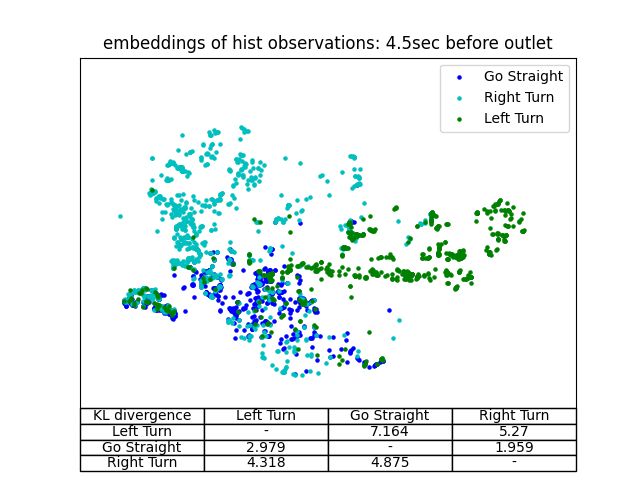 embeddings of hist observations: 4.5sec before outlet
Go Straight
Right Turn
Left Turn
KL divergence Left Turn Go Straight Right Turn
Left Turn - 7.164 5.27
Go Straight 2.979 - 1.959
Right Turn 4.318 4.875 -